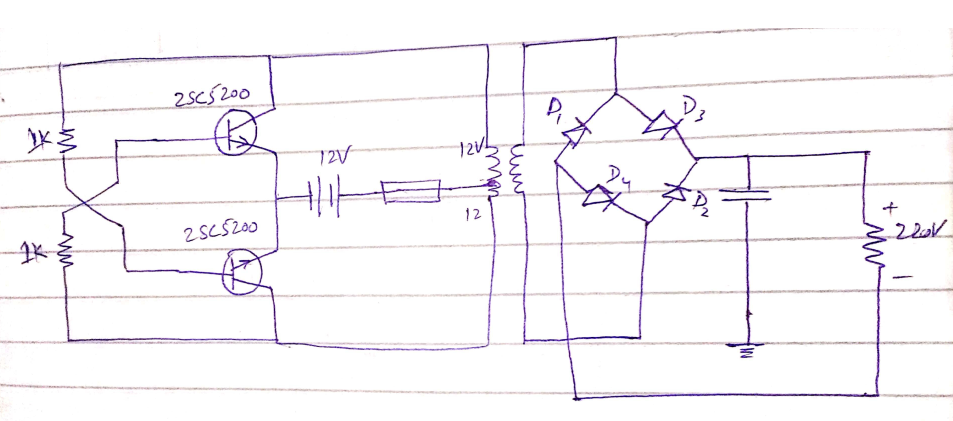 2SC5200
1K
12V
12V
12
2SC5200
1K
D1
D3
D4
D2
+
220V
-